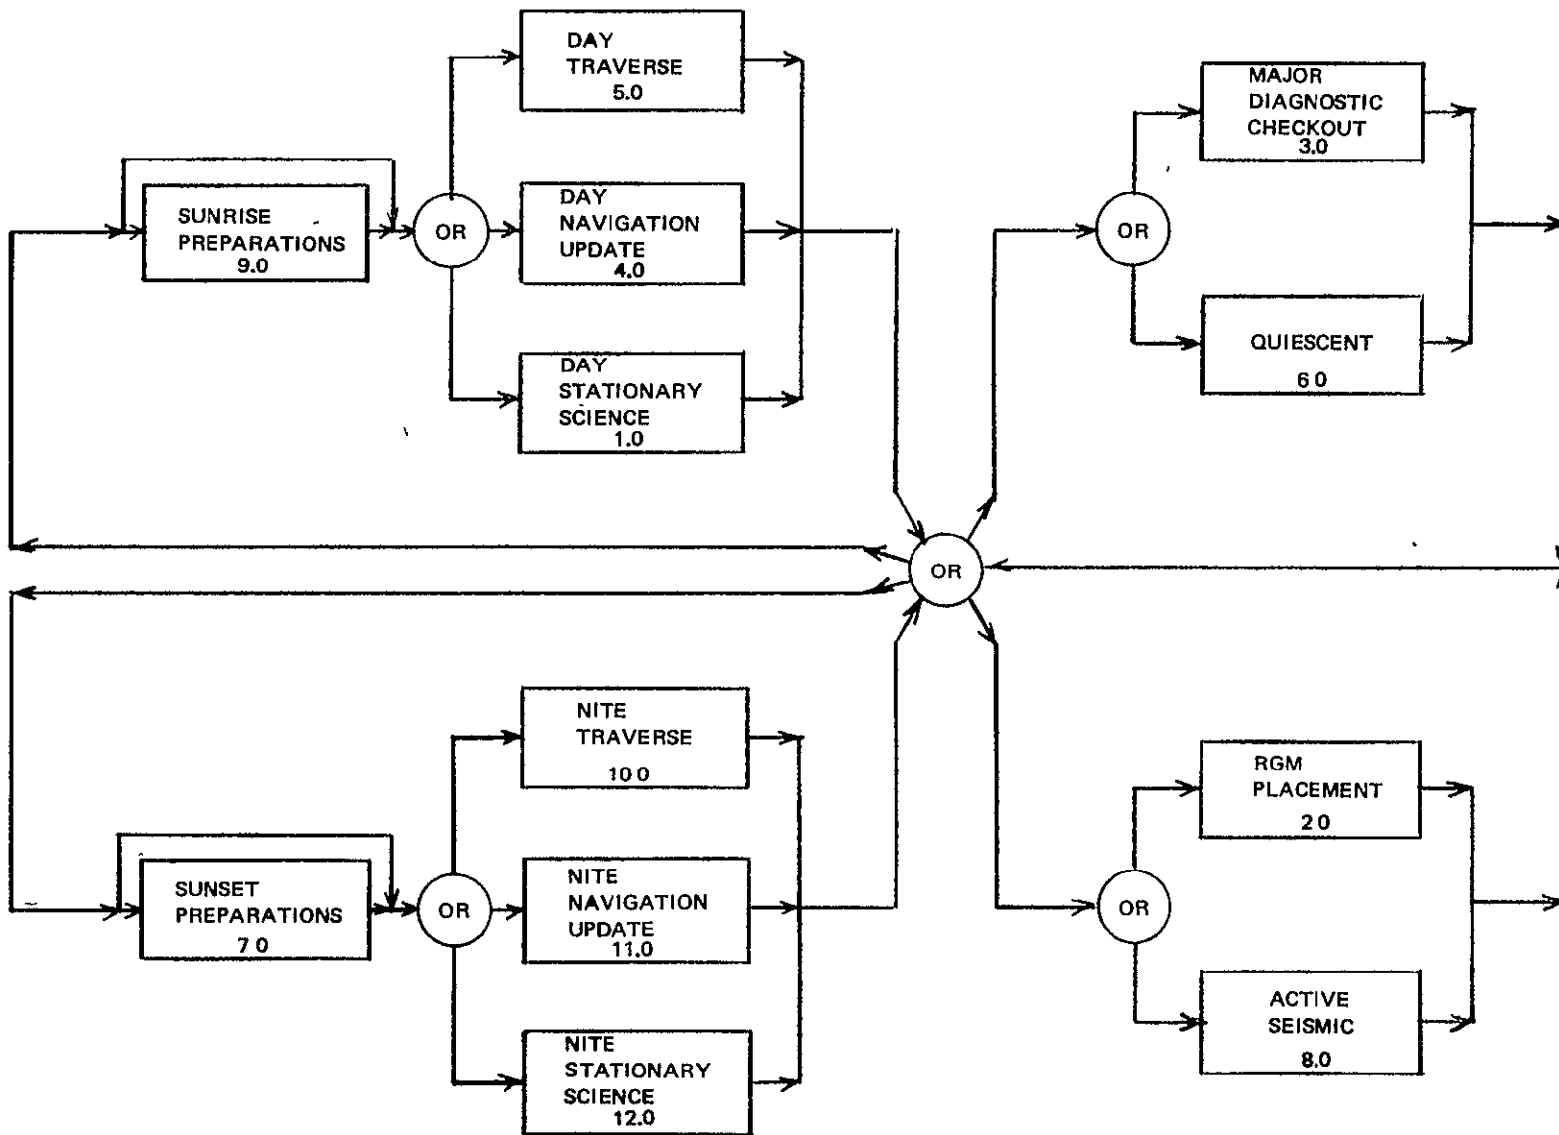 DAY
TRAVERSE
5.0
SUNRISE
PREPARATIONS
9.0
OR
DAY
NAVIGATION
UPDATE
4.0
DAY
STATIONARY
SCIENCE
1.0
MAJOR
DIAGNOSTIC
CHECKOUT
3.0
OR
QUIESCENT
6 0
OR
NITE
TRAVERSE
10 0
SUNSET
PREPARATIONS
7 0
OR
NITE
NAVIGATION
UPDATE
11.0
NITE
STATIONARY
SCIENCE
12.0
RGM
PLACEMENT
2 0
OR
ACTIVE
SEISMIC
8.0